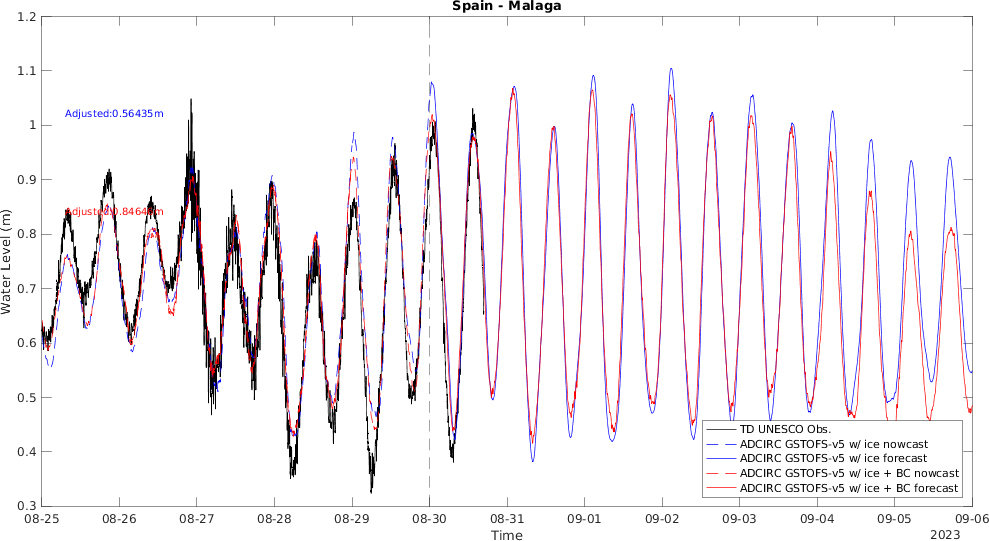 Spain - Malaga
1.2
1.1
1
0.9
0.8
0.7
0.6
0.5
0.4
0.3
Water Level (m)
Adjusted:0.56435m
TD UNESCO Obs.
ADCIRC GSTOFS-v5 w/ ice nowcast
ADCIRC GSTOFS-v5 w/ ice forecast
ADCIRC GSTOFS-v5 w/ ice + BC nowcast
ADCIRC GSTOFS-v5 w/ ice + BC forecast
08-25 08-26 08-27 08-28 08-29 08-30 08-31 09-01 09-02 09-03 09-04 09-05 09-06
Time
2023